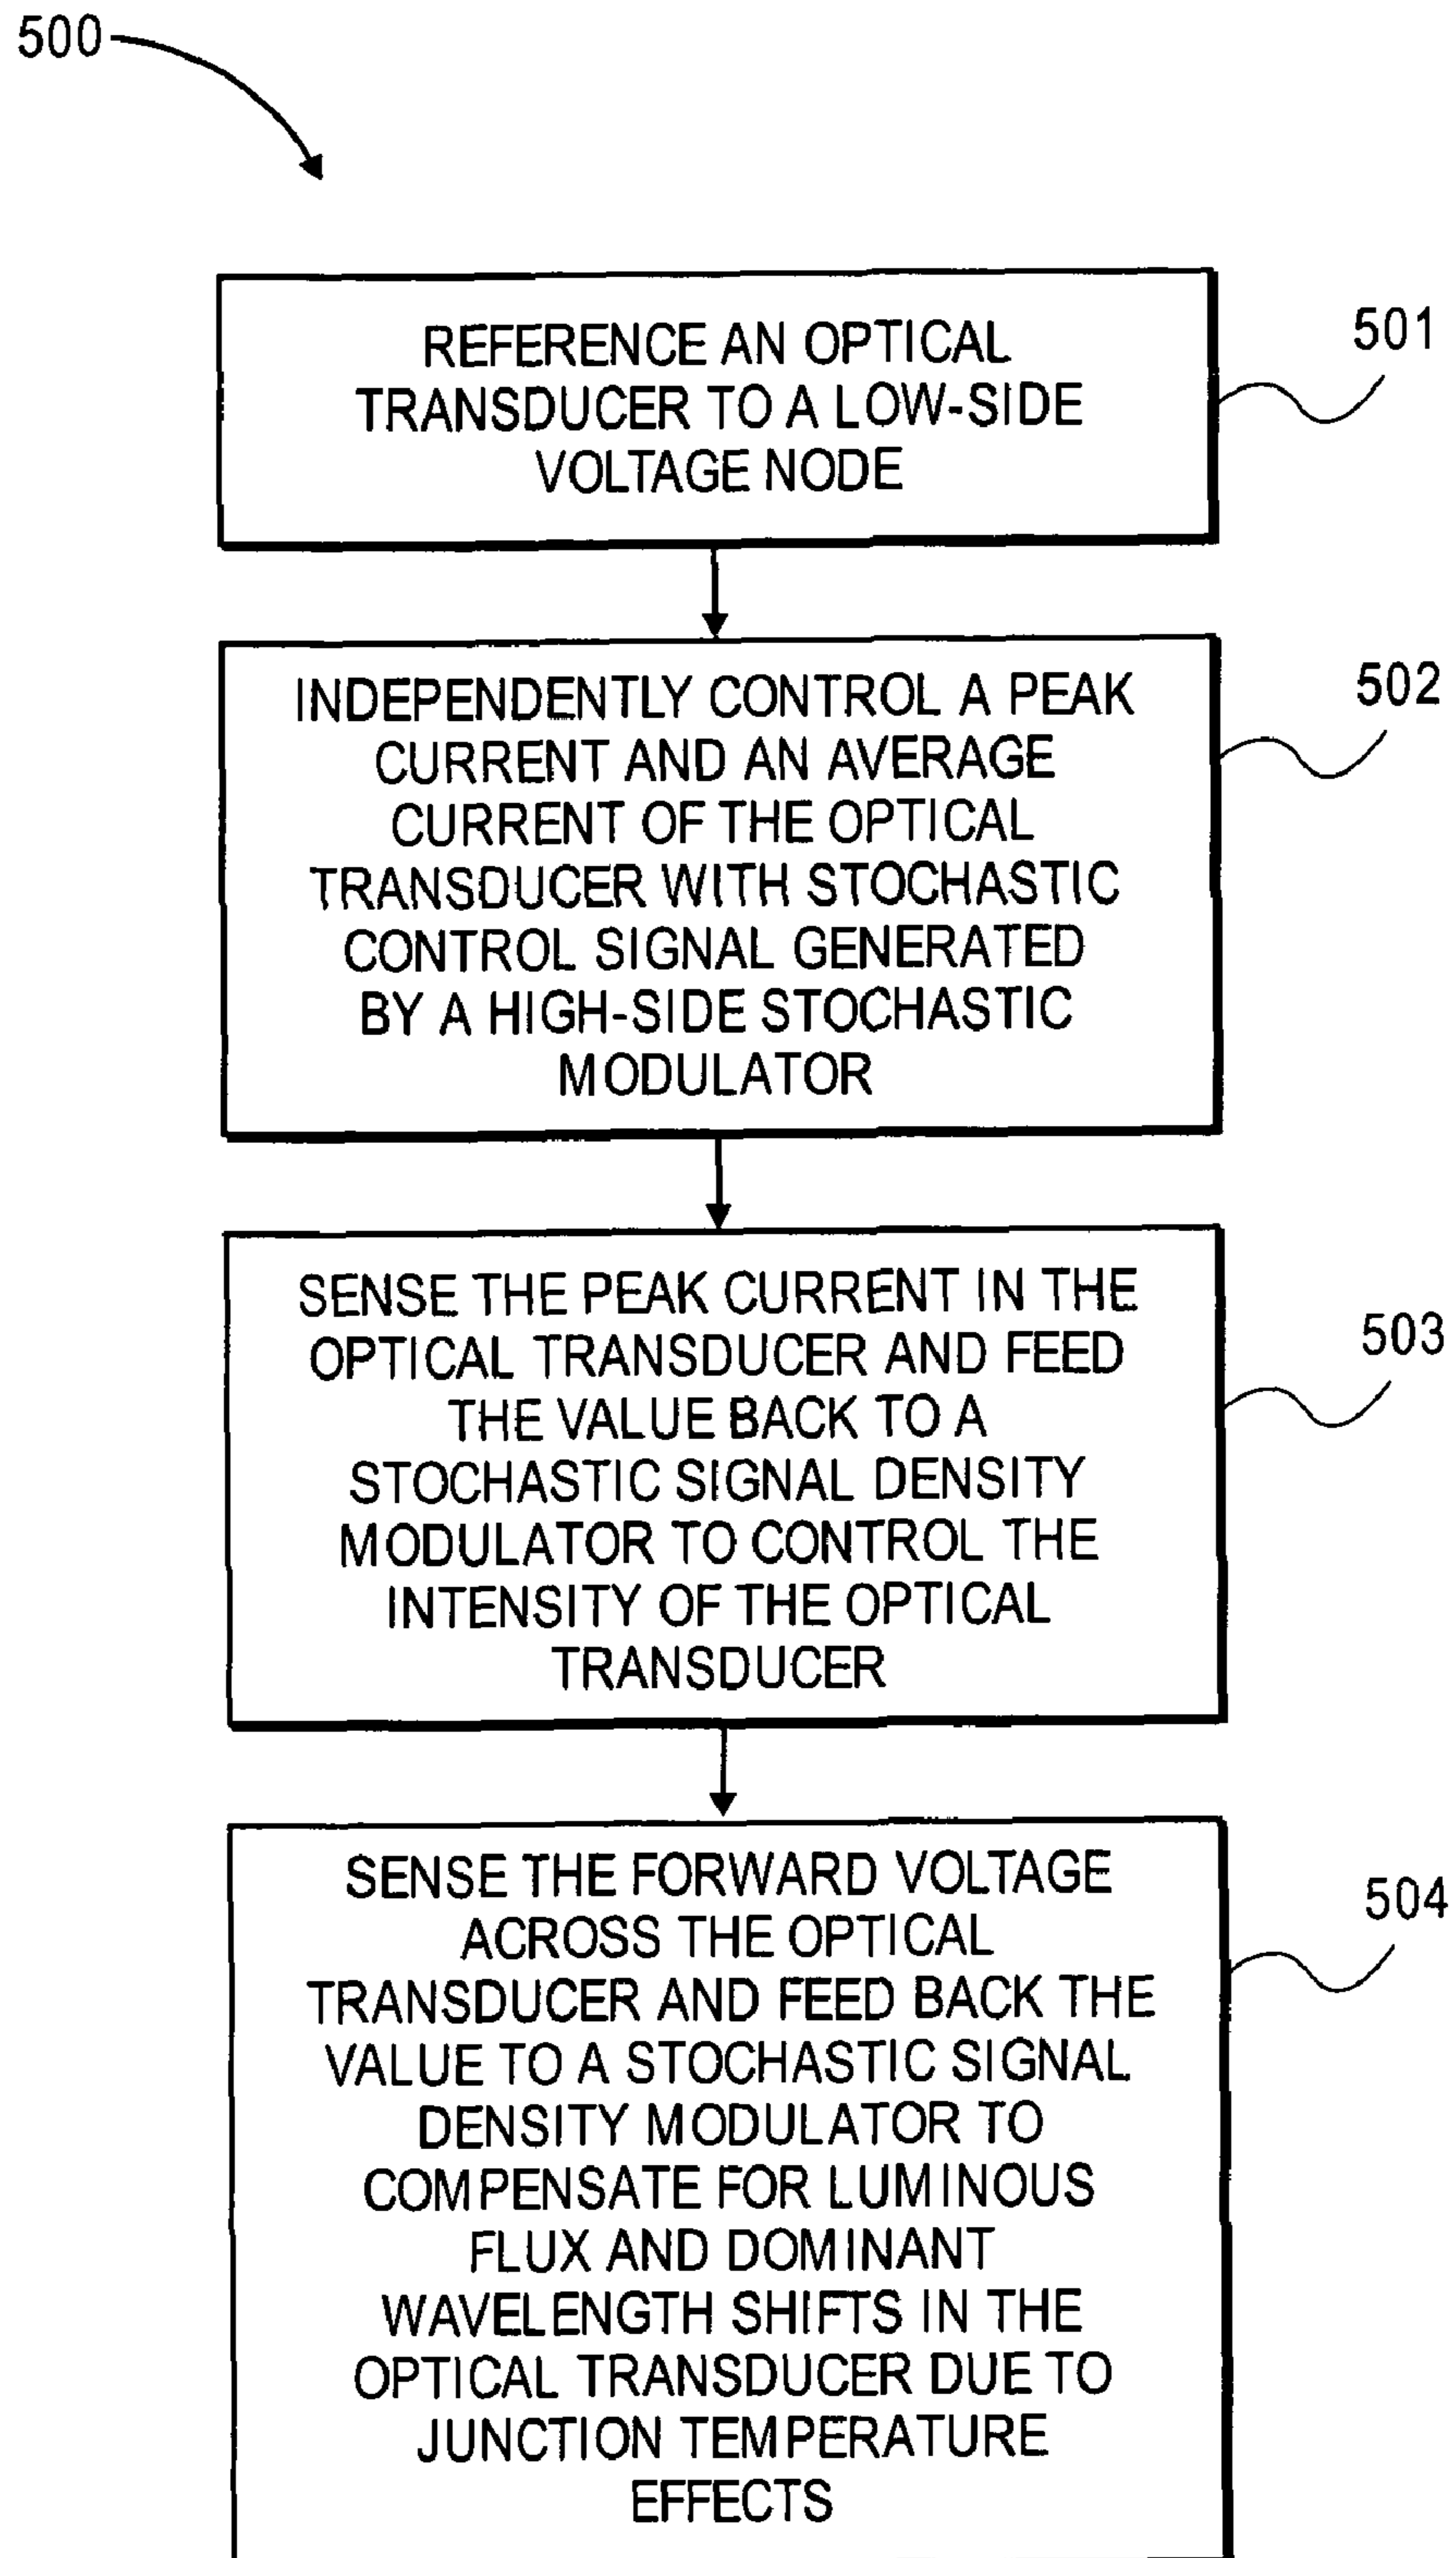 500
REFERENCE AN OPTICAL
TRANSDUCER TO A LOW-SIDE
VOLTAGE NODE
501
INDEPENDENTLY CONTROL A PEAK
CURRENT AND AN AVERAGE
CURRENT OF THE OPTICAL
TRANSDUCER WITH STOCHASTIC
CONTROL SIGNAL GENERATED
BY A HIGH-SIDE STOCHASTIC
MODULATOR
502
SENSE THE PEAK CURRENT IN THE
OPTICAL TRANSDUCER AND FEED
THE VALUE BACK TO A
STOCHASTIC SIGNAL DENSITY
MODULATOR TO CONTROL THE
INTENSITY OF THE OPTICAL
TRANSDUCER
503
SENSE THE FORWARD VOLTAGE
ACROSS THE OPTICAL
TRANSDUCER AND FEED BACK THE
VALUE TO A STOCHASTIC SIGNAL
DENSITY MODULATOR TO
COMPENSATE FOR LUMINOUS
FLUX AND DOMINANT
WAVELENGTH SHIFTS IN THE
OPTICAL TRANSDUCER DUE TO
JUNCTION TEMPERATURE
EFFECTS
504